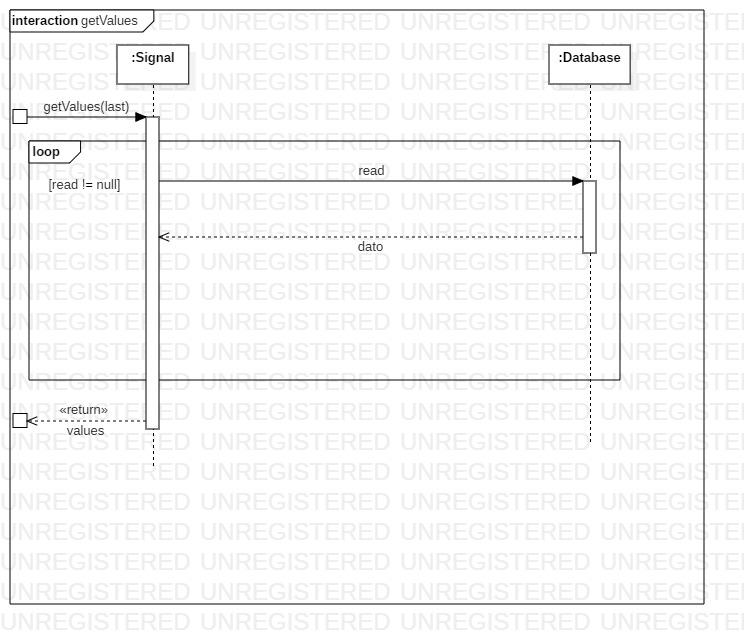 interaction getValues
:Signal
:Database
getValues(last)
loop
[read != null]
read
dato
«return»
values
UNREGISTERED UNREGISTERED UNREGISTERED UNREGISTERED